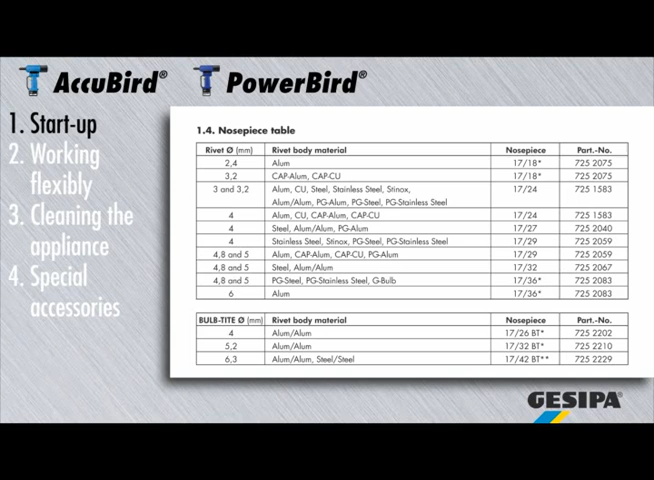 AccuBird® PowerBird®
1. Start-up
2. Working
flexibly
3. Cleaning the
appliance
4. Special
accessories
1.4. Nosepiece table
Rivet Ø (mm) Rivet body material Nosepiece Part.-No.
2,4 Alum 17/18* 725 2075
3,2 CAP-Alum, CAP-CU 17/18* 725 2075
3 and 3,2 Alum, CU, Steel, Stainless Steel, Stinox, 17/24 725 1583
Alum/Alum, PG-Alum, PG-Steel, PG-Stainless Steel
4 Alum, CU, CAP-Alum, CAP-CU 17/24 725 1583
4 Steel, Alum/Alum, PG-Alum 17/27 725 2040
4 Stainless Steel, Stinox, PG-Steel, PG-Stainless Steel 17/29 725 2059
4,8 and 5 Alum, CAP-Alum, CAP-CU, PG-Alum 17/29 725 2059
4,8 and 5 Steel, Alum/Alum 17/32 725 2067
4,8 and 5 PG-Steel, PG-Stainless Steel, G-Bulb 17/36* 725 2083
6 Alum 17/36* 725 2083
BULB-TITE Ø (mm) Rivet body material Nosepiece Part.-No.
4 Alum/Alum 17/26 BT* 725 2202
5,2 Alum/Alum 17/32 BT* 725 2210
6,3 Alum/Alum, Steel/Steel 17/42 BT** 725 2229
GESIPA®